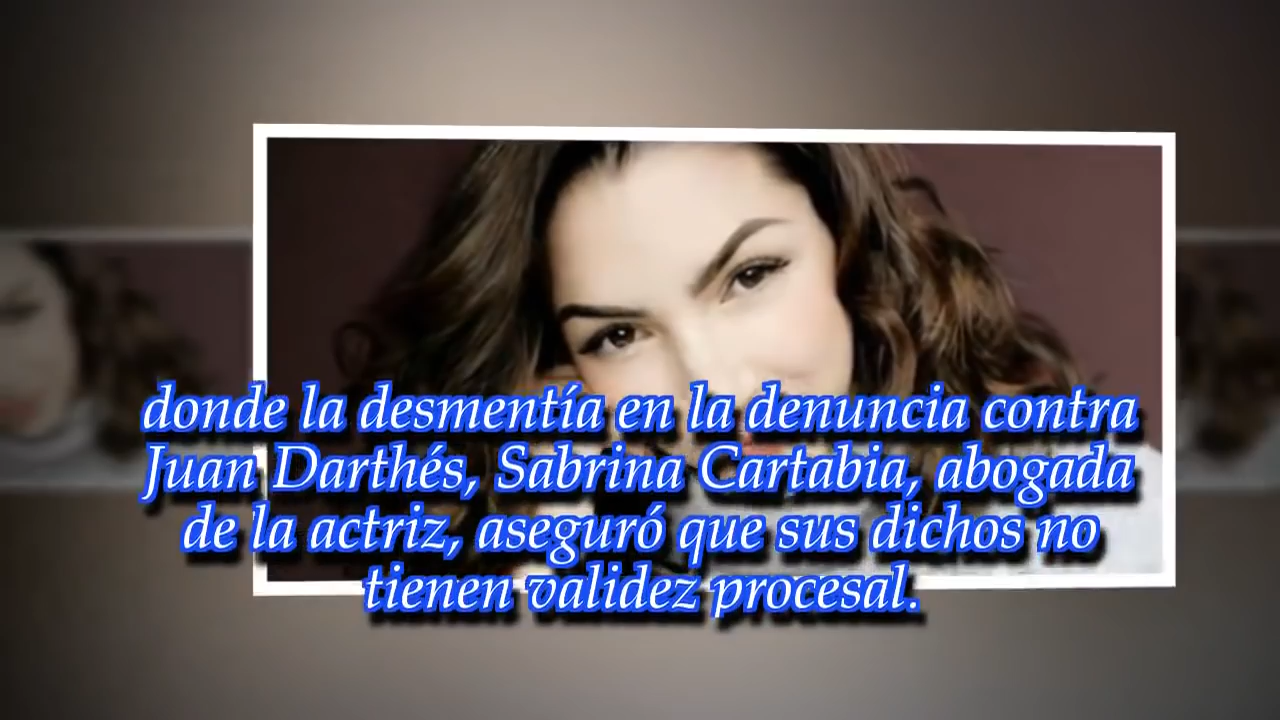 donde la desmentía en la denuncia contra
Juan Darthés, Sabrina Cartabia, abogada
de la actriz, aseguró que sus dichos no
tienen validez procesal.